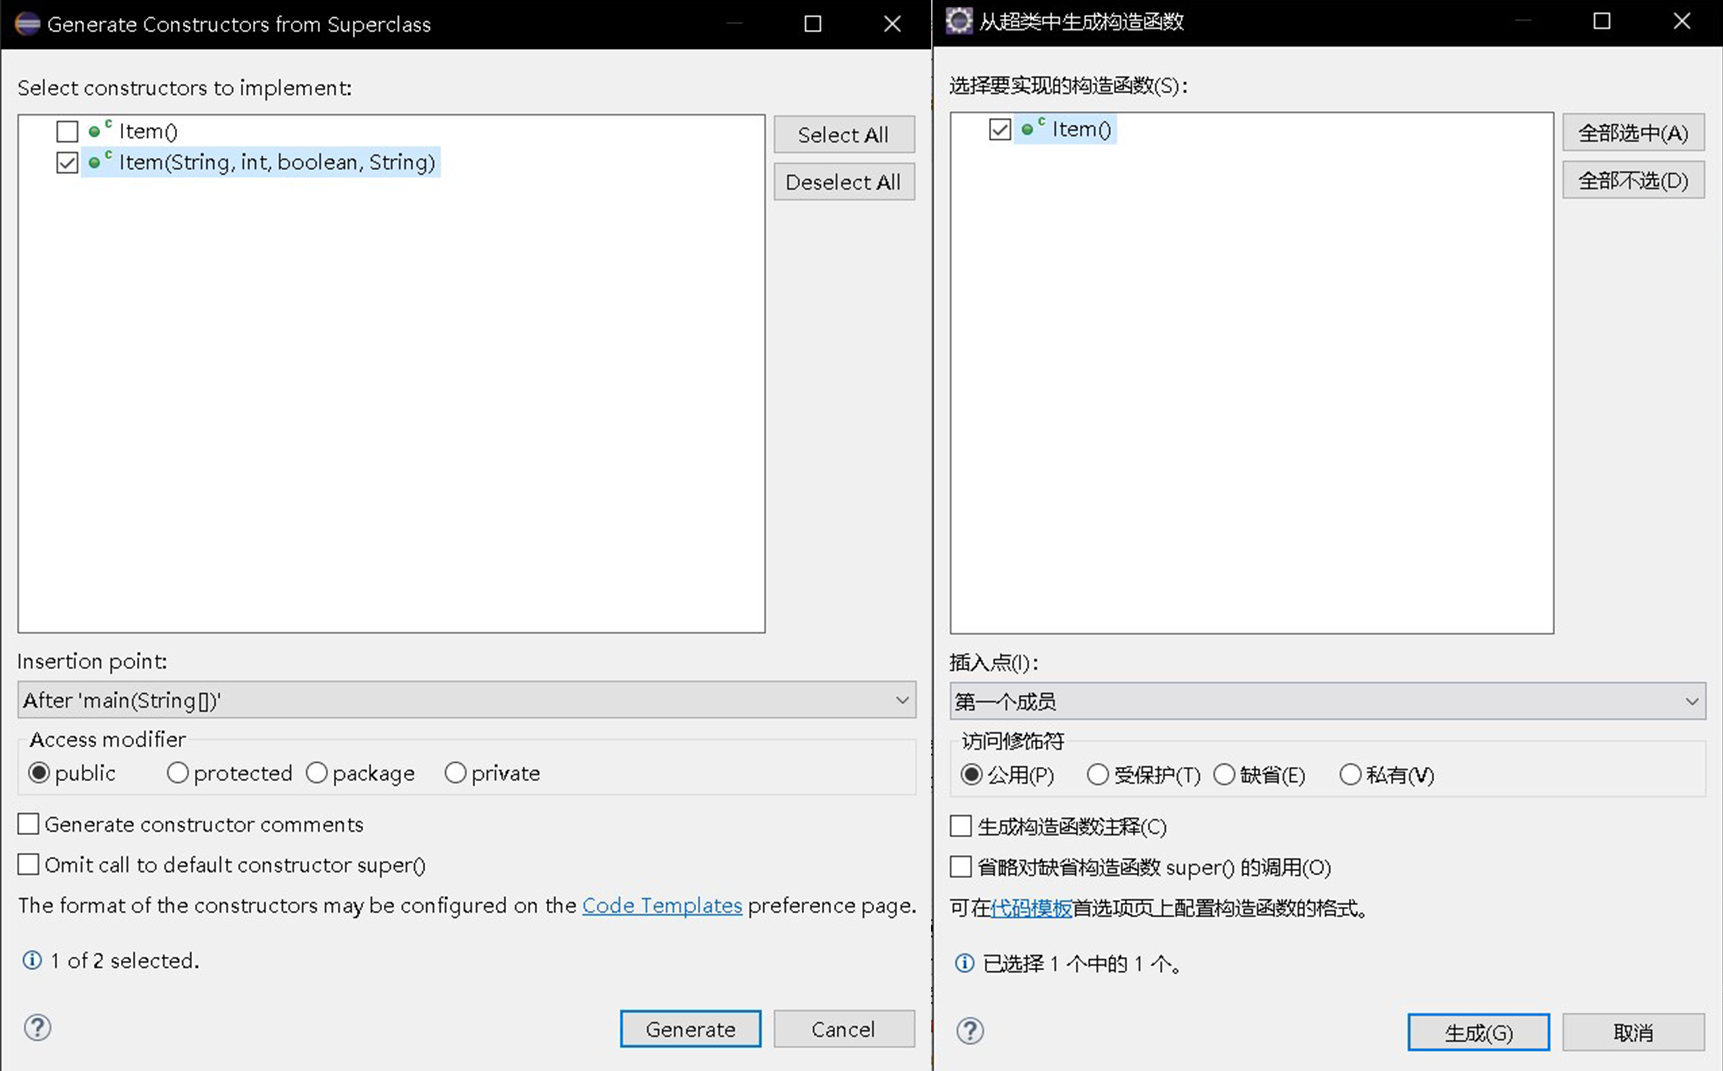 Generate Constructors from Superclass
Select constructors to implement:
Item()
Item(String, int, boolean, String)
Select All
Deselect All
Insertion point:
After 'main(String[])'
Access modifier
public protected package private
Generate constructor comments
Omit call to default constructor super()
The format of the constructors may be configured on the Code Templates preference page.
1 of 2 selected.
Generate Cancel
从超类中生成构造函数
选择要实现的构造函数(S)：
Item()
全部选中(A)
全部不选(D)
插入点(I)：
第一个成员
访问修饰符
公用(P) 受保护(T) 缺省(E) 私有(V)
生成构造函数注释(C)
省略对缺省构造函数 super() 的调用(O)
可在代码模板首选项页上配置构造函数的格式。
已选择 1 个中的 1 个。
生成(G) 取消